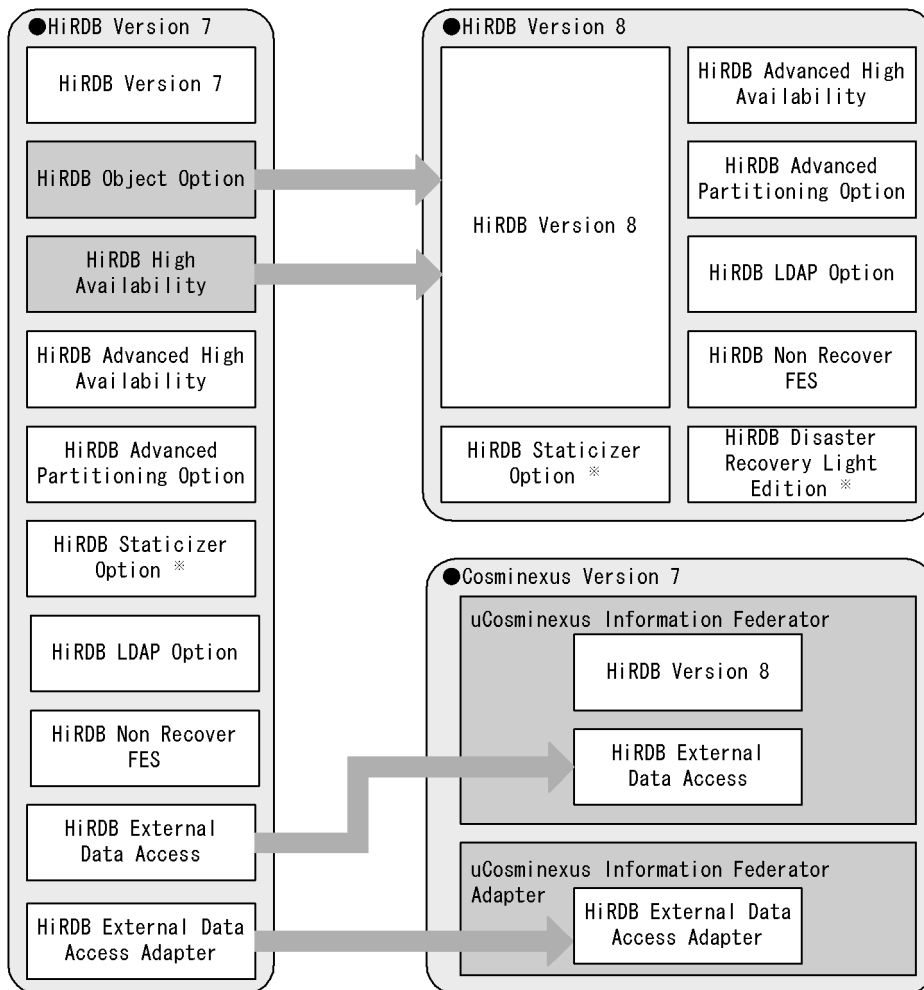 ●HiRDB Version 7
HiRDB Version 7
HiRDB Object Option
HiRDB High
Availability
HiRDB Advanced High
Availability
HiRDB Advanced
Partitioning Option
HiRDB Staticizer
Option ※
HiRDB LDAP Option
HiRDB Non Recover
FES
HiRDB External
Data Access
HiRDB External Data
Access Adapter
●HiRDB Version 8
HiRDB Version 8
HiRDB Advanced High
Availability
HiRDB Advanced
Partitioning Option
HiRDB LDAP Option
HiRDB Non Recover
FES
HiRDB Staticizer
Option ※
HiRDB Disaster
Recovery Light
Edition ※
●Cosminexus Version 7
uCosminexus Information Federator
HiRDB Version 8
HiRDB External
Data Access
uCosminexus Information Federator
Adapter
HiRDB External Data
Access Adapter